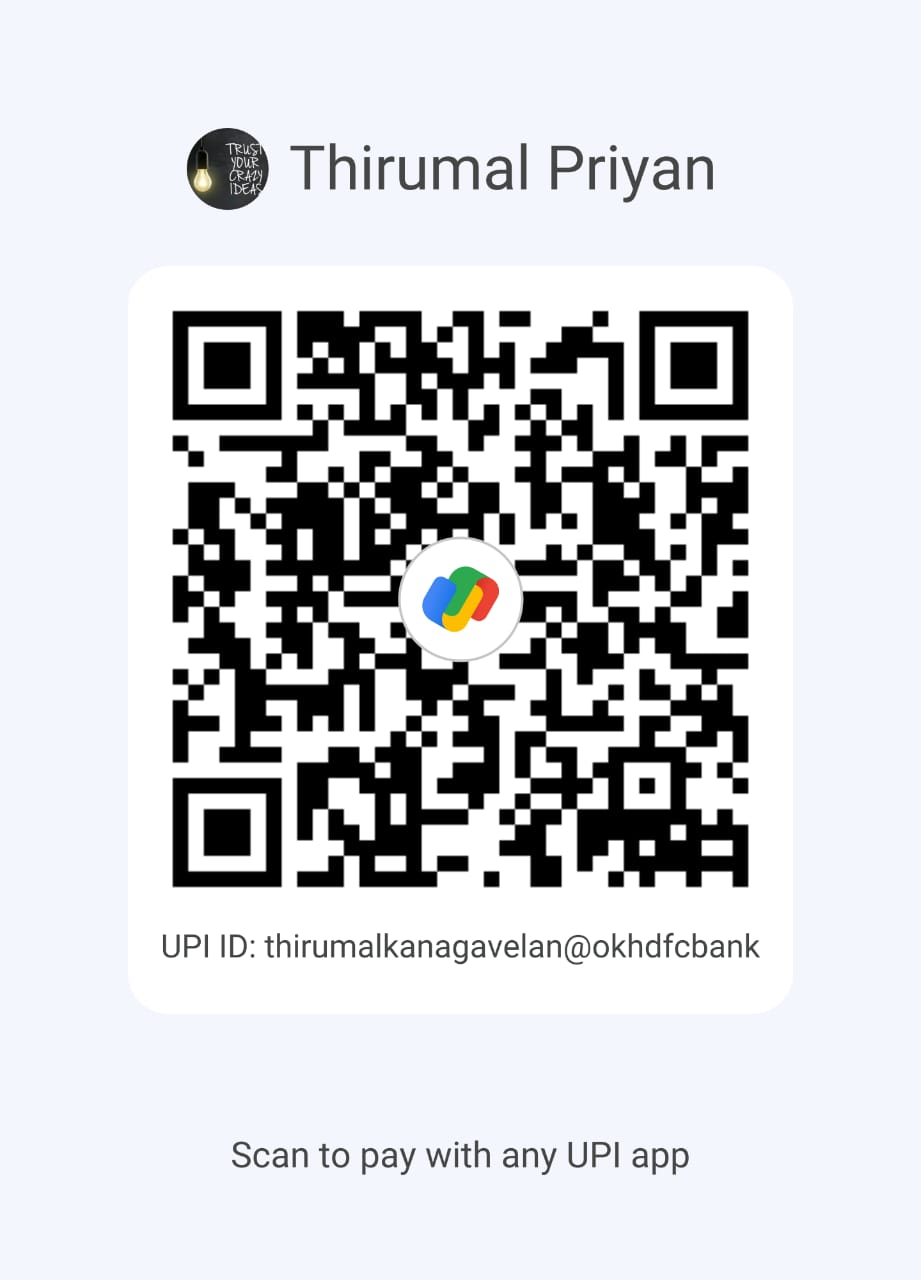 TRUST
YOUR
CRAZY
IDEAS
Thirumal Priyan
UPI ID: thirumalkanagavelan@okhdfcbank
Scan to pay with any UPI app